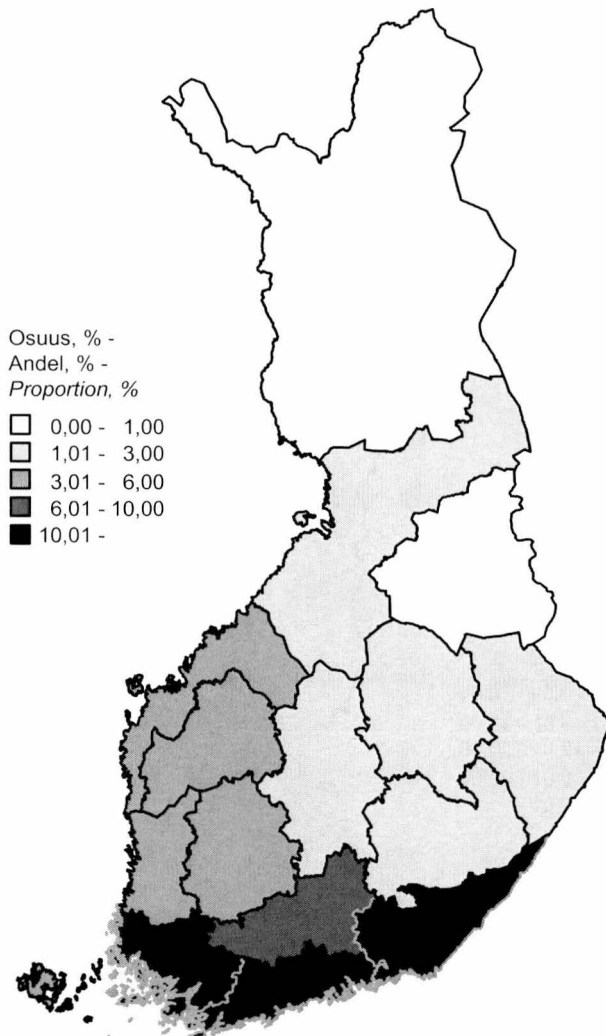 Osuus, % -
Andel, % -
Proportion, %
0,00 - 1,00
1,01 - 3,00
3,01 - 6,00
6,01 - 10,00
10,01 -